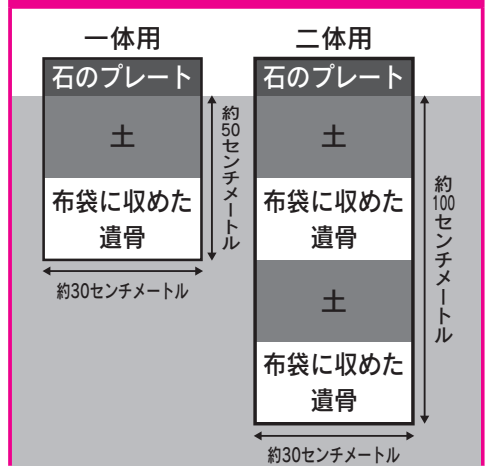 一体用
石のプレート
土
布袋に収めた
遺骨
約50センチメートル
約30センチメートル
二体用
石のプレート
土
布袋に収めた
遺骨
土
布袋に収めた
遺骨
約100センチメートル
約30センチメートル